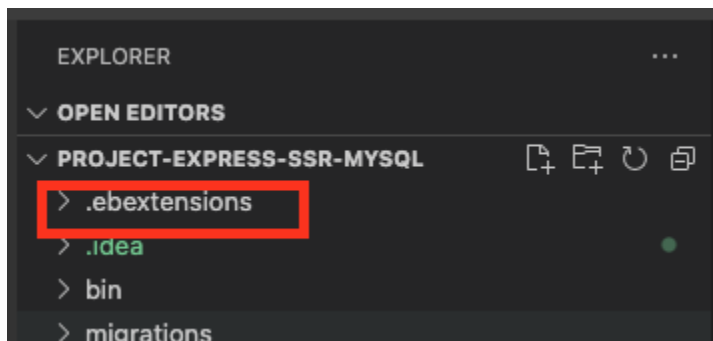 EXPLORER
OPEN EDITORS
PROJECT-EXPRESS-SSR-MYSQL
.ebextensions
.idea
bin
migrations